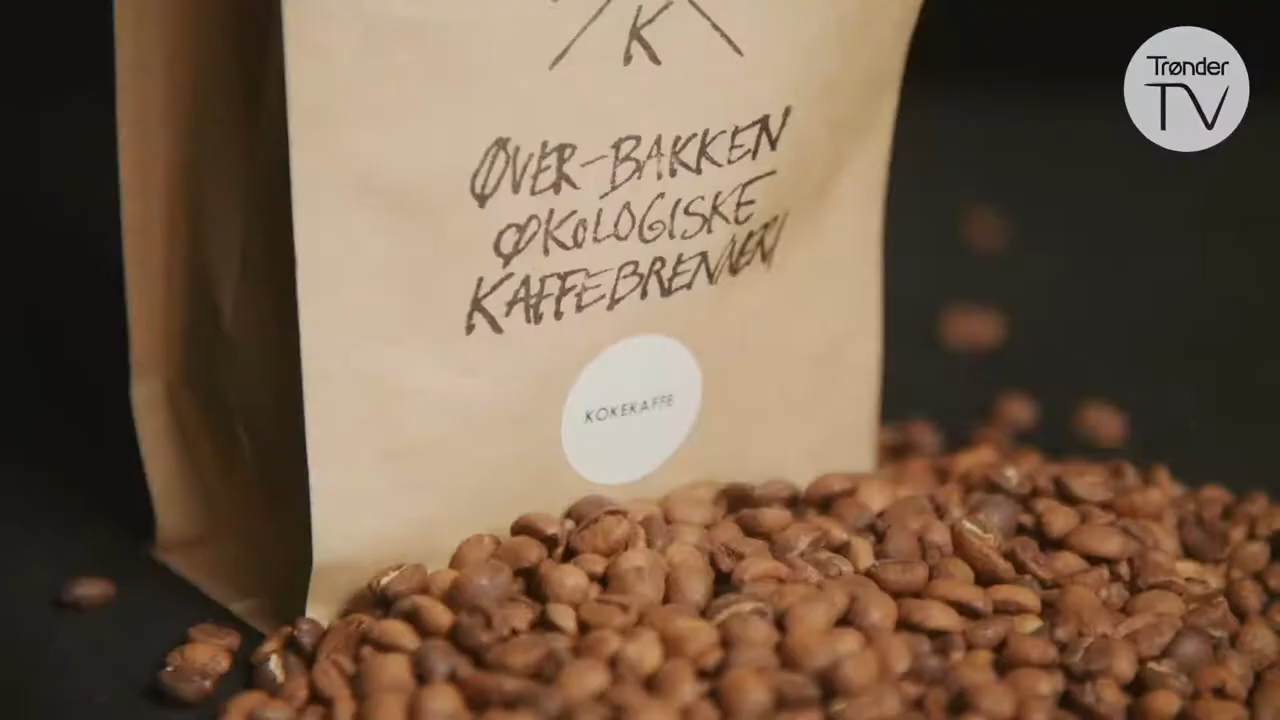 K
ØVER-BAKKEN
ØKOLOGISKE
KAFFEBRENNERI
KOKEKAFFE
Trønder
TV